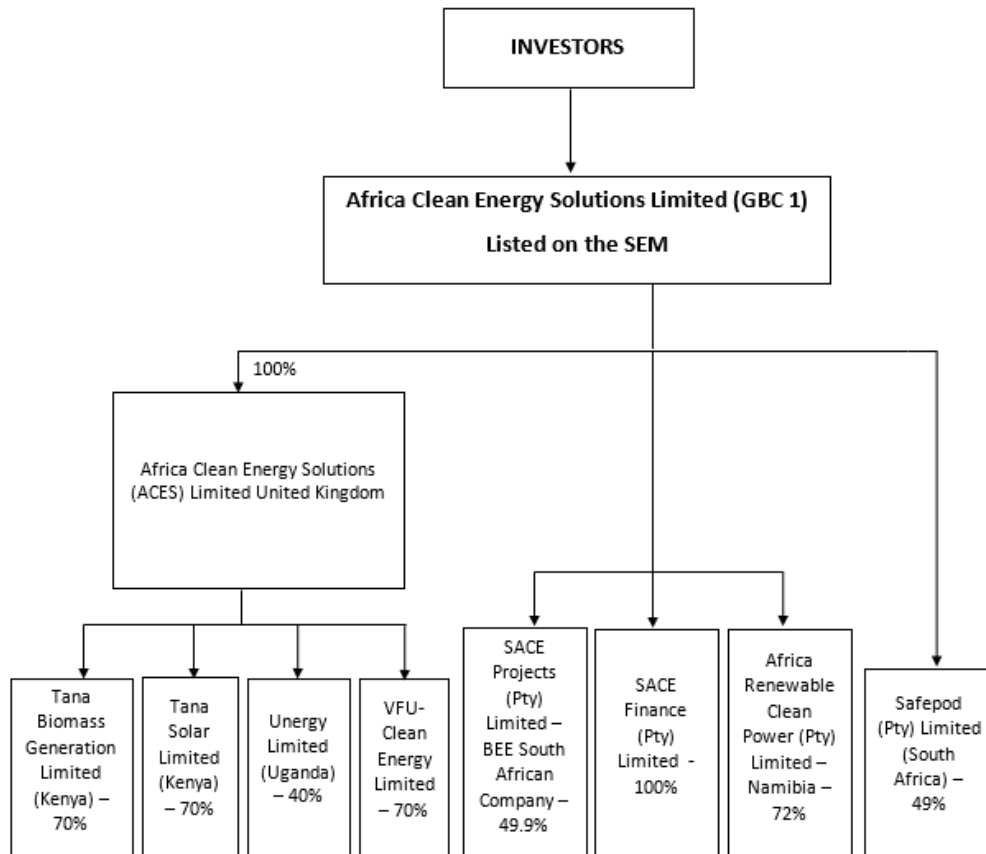 INVESTORS
Africa Clean Energy Solutions Limited (GBC 1)
Listed on the SEM
100%
Africa Clean Energy Solutions
(ACES) Limited United Kingdom
Tana
Biomass
Generation
Limited
(Kenya) –
70%
Tana
Solar
Limited
(Kenya)
– 70%
Unergy
Limited
(Uganda)
– 40%
VFU-
Clean
Energy
Limited – 70%
SACE
Projects
(Pty)
Limited –
BEE South
African
Company –
49.9%
SACE
Finance
(Pty)
Limited -
100%
Africa
Renewable
Clean
Power (Pty)
Limited –
Namibia –
72%
Safepod
(Pty) Limited
(South
Africa) –
49%